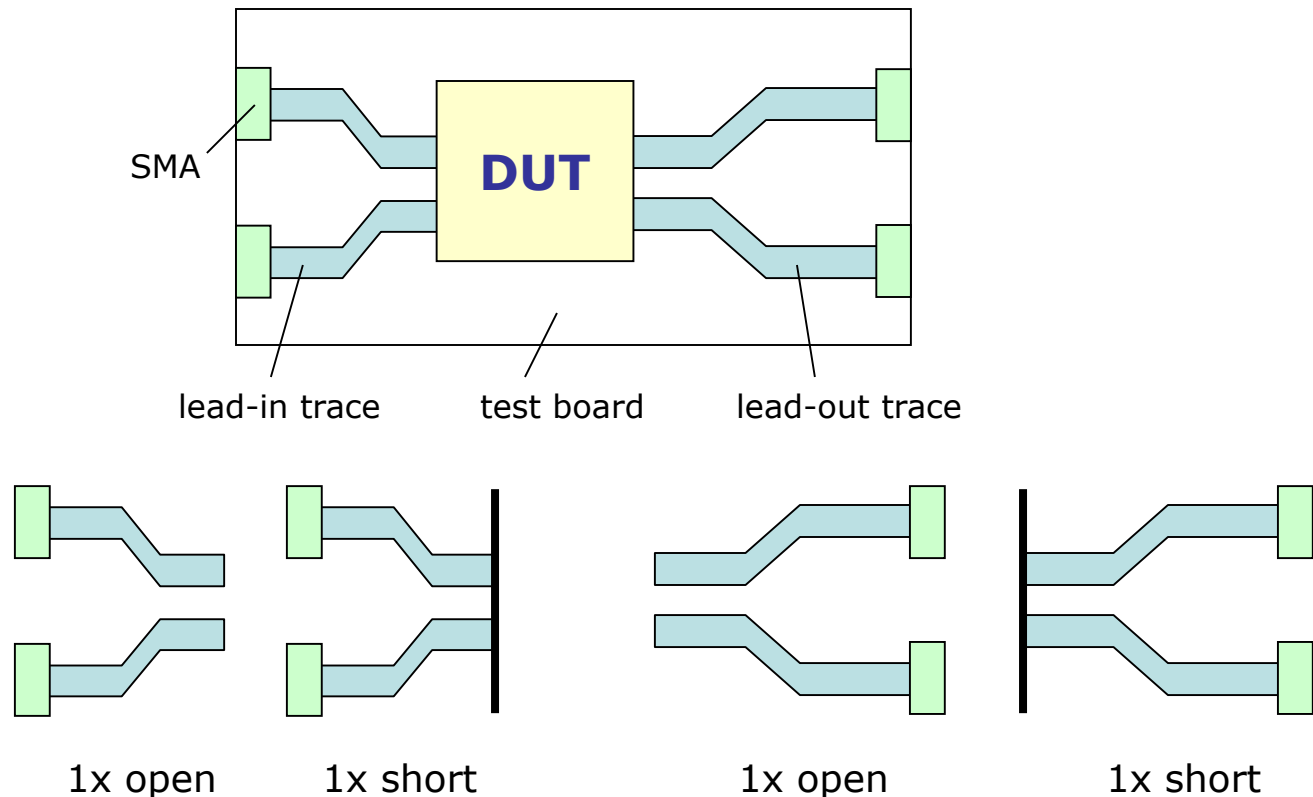 DUT
SMA
lead-in trace
test board
lead-out trace
1x open
1x short
1x open
1x short